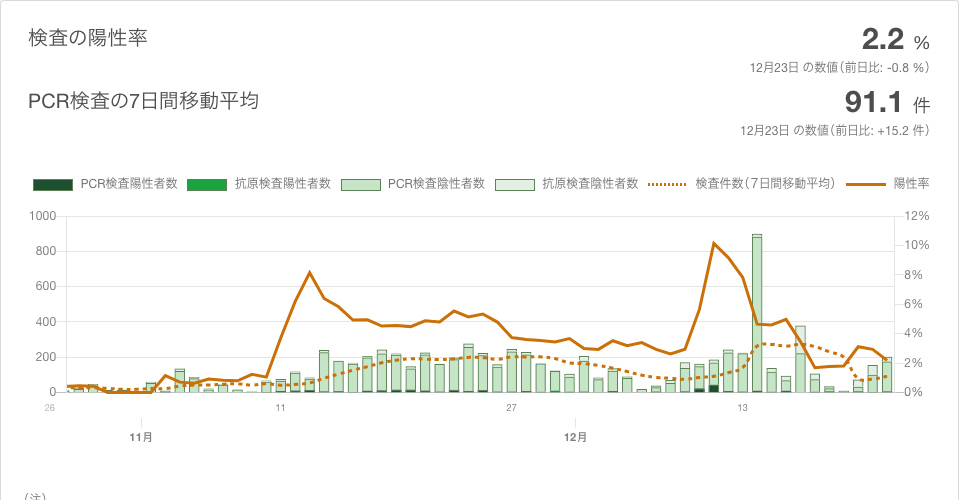 検査の陽性率
2.2 %
12月23日 の数値（前日比: -0.8 %）
PCR検査の7日間移動平均
91.1 件
12月23日 の数値（前日比: +15.2 件）
PCR検査陽性者数 抗原検査陽性者数 PCR検査陰性者数 抗原検査陰性者数 検査件数（7日間移動平均） 陽性率
1000 12%
10%
800
8%
600
6%
400
4%
200
2%
0 0%
26 11 27 13
11月 12月
（注）